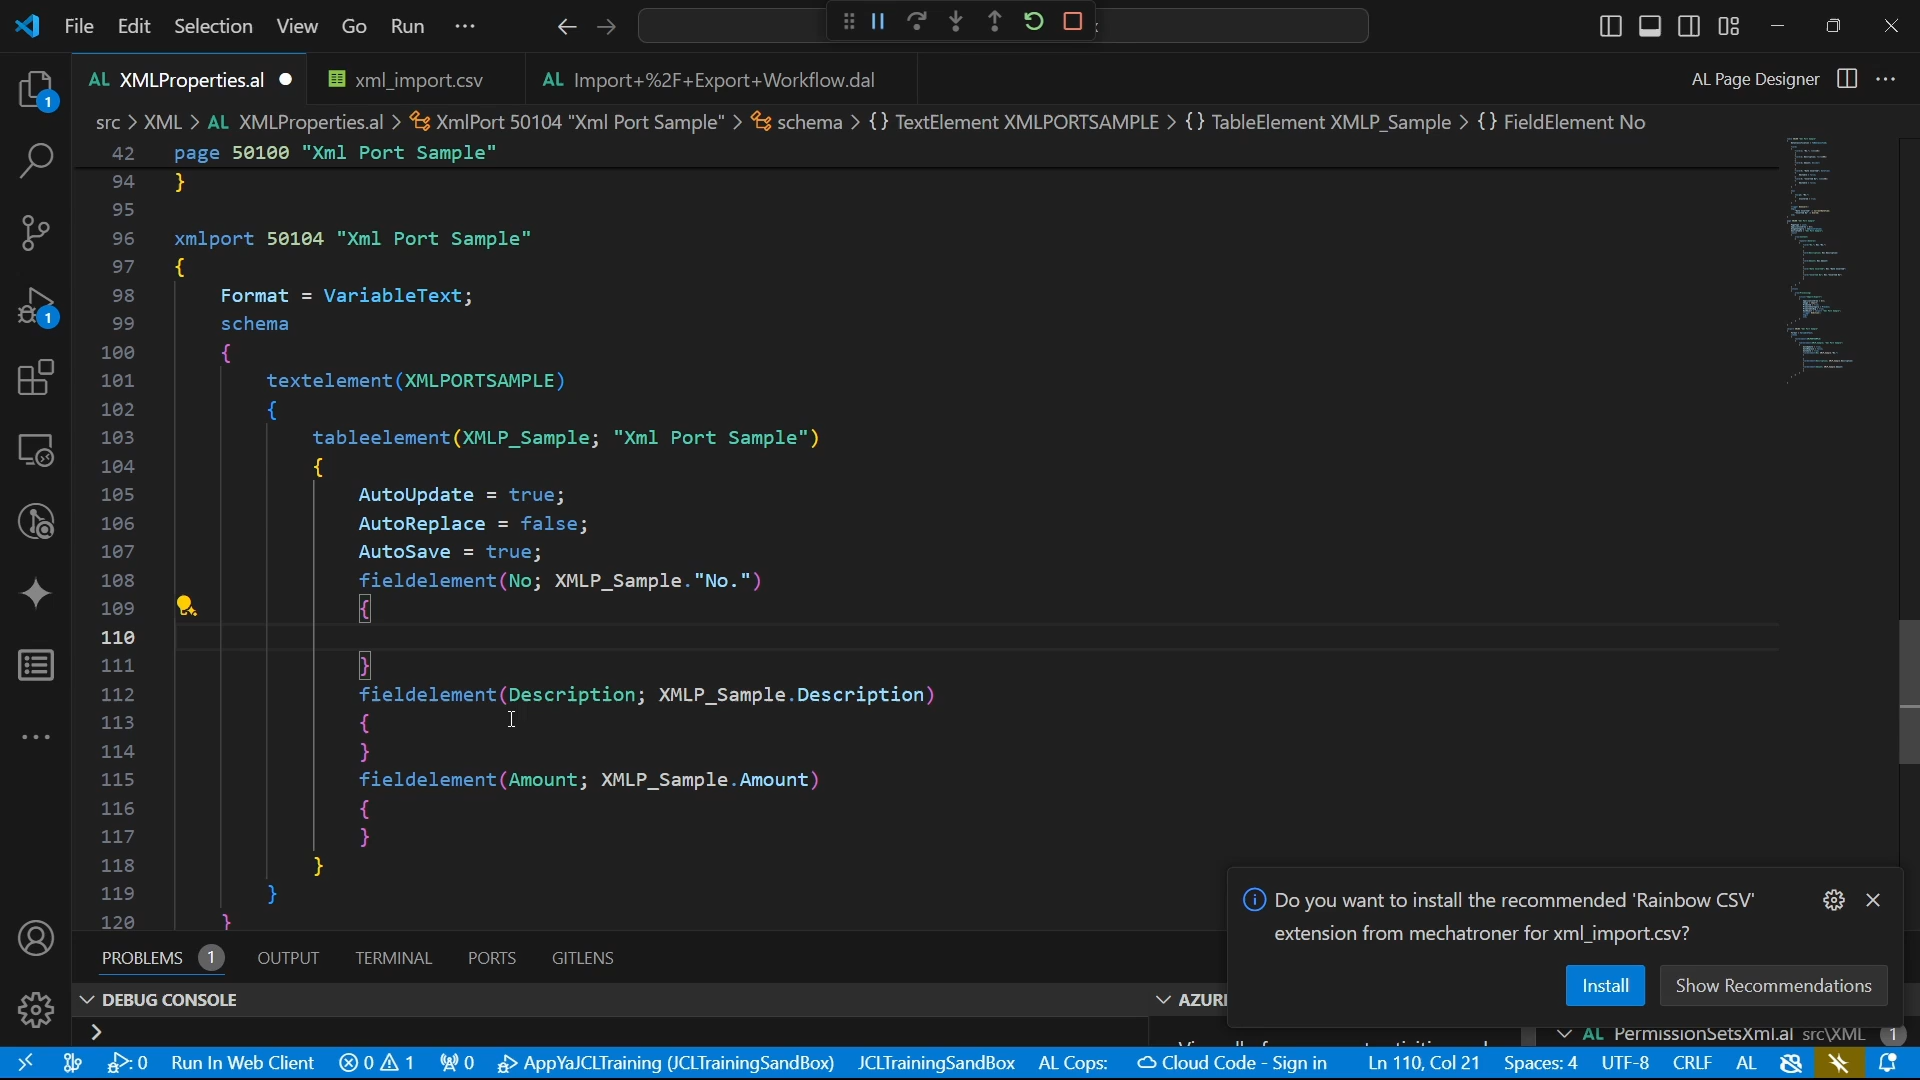 File Edit Selection View Go Run ···
AL XMLProperties.al
xml_import.csv
AL Import+%2F+Export+Workflow.dal
AL Page Designer
src > XML > AL XMLProperties.al > XmlPort 50104 "Xml Port Sample" > schema > {} TextElement XMLPORTSAMPLE > {} TableElement XMLP_Sample > {} FieldElement No
42 page 50100 "Xml Port Sample"
94 }
95
96 xmlport 50104 "Xml Port Sample"
97 {
98 Format = VariableText;
99 schema
100 {
101 textelement(XMLPORTSAMPLE)
102 {
103 tableelement(XMLP_Sample; "Xml Port Sample")
104 {
105 AutoUpdate = true;
106 AutoReplace = false;
107 AutoSave = true;
108 fieldelement(No; XMLP_Sample."No.")
109 {
110
111 }
112 fieldelement(Description; XMLP_Sample.Description)
113 {
114 }
115 fieldelement(Amount; XMLP_Sample.Amount)
116 {
117 }
118 }
119 }
120 }
1
1
Do you want to install the recommended 'Rainbow CSV'
extension from mechatroner for xml_import.csv?
Install Show Recommendations
PROBLEMS 1 OUTPUT TERMINAL PORTS GITLENS
DEBUG CONSOLE
AZUR
AL PermissionSetsXml.al src\XML 1
>
0 Run In Web Client 0 1 0 AppYaJCLTraining (JCLTrainingSandBox) JCLTrainingSandBox AL Cops: Cloud Code - Sign in Ln 110, Col 21 Spaces: 4 UTF-8 CRLF AL